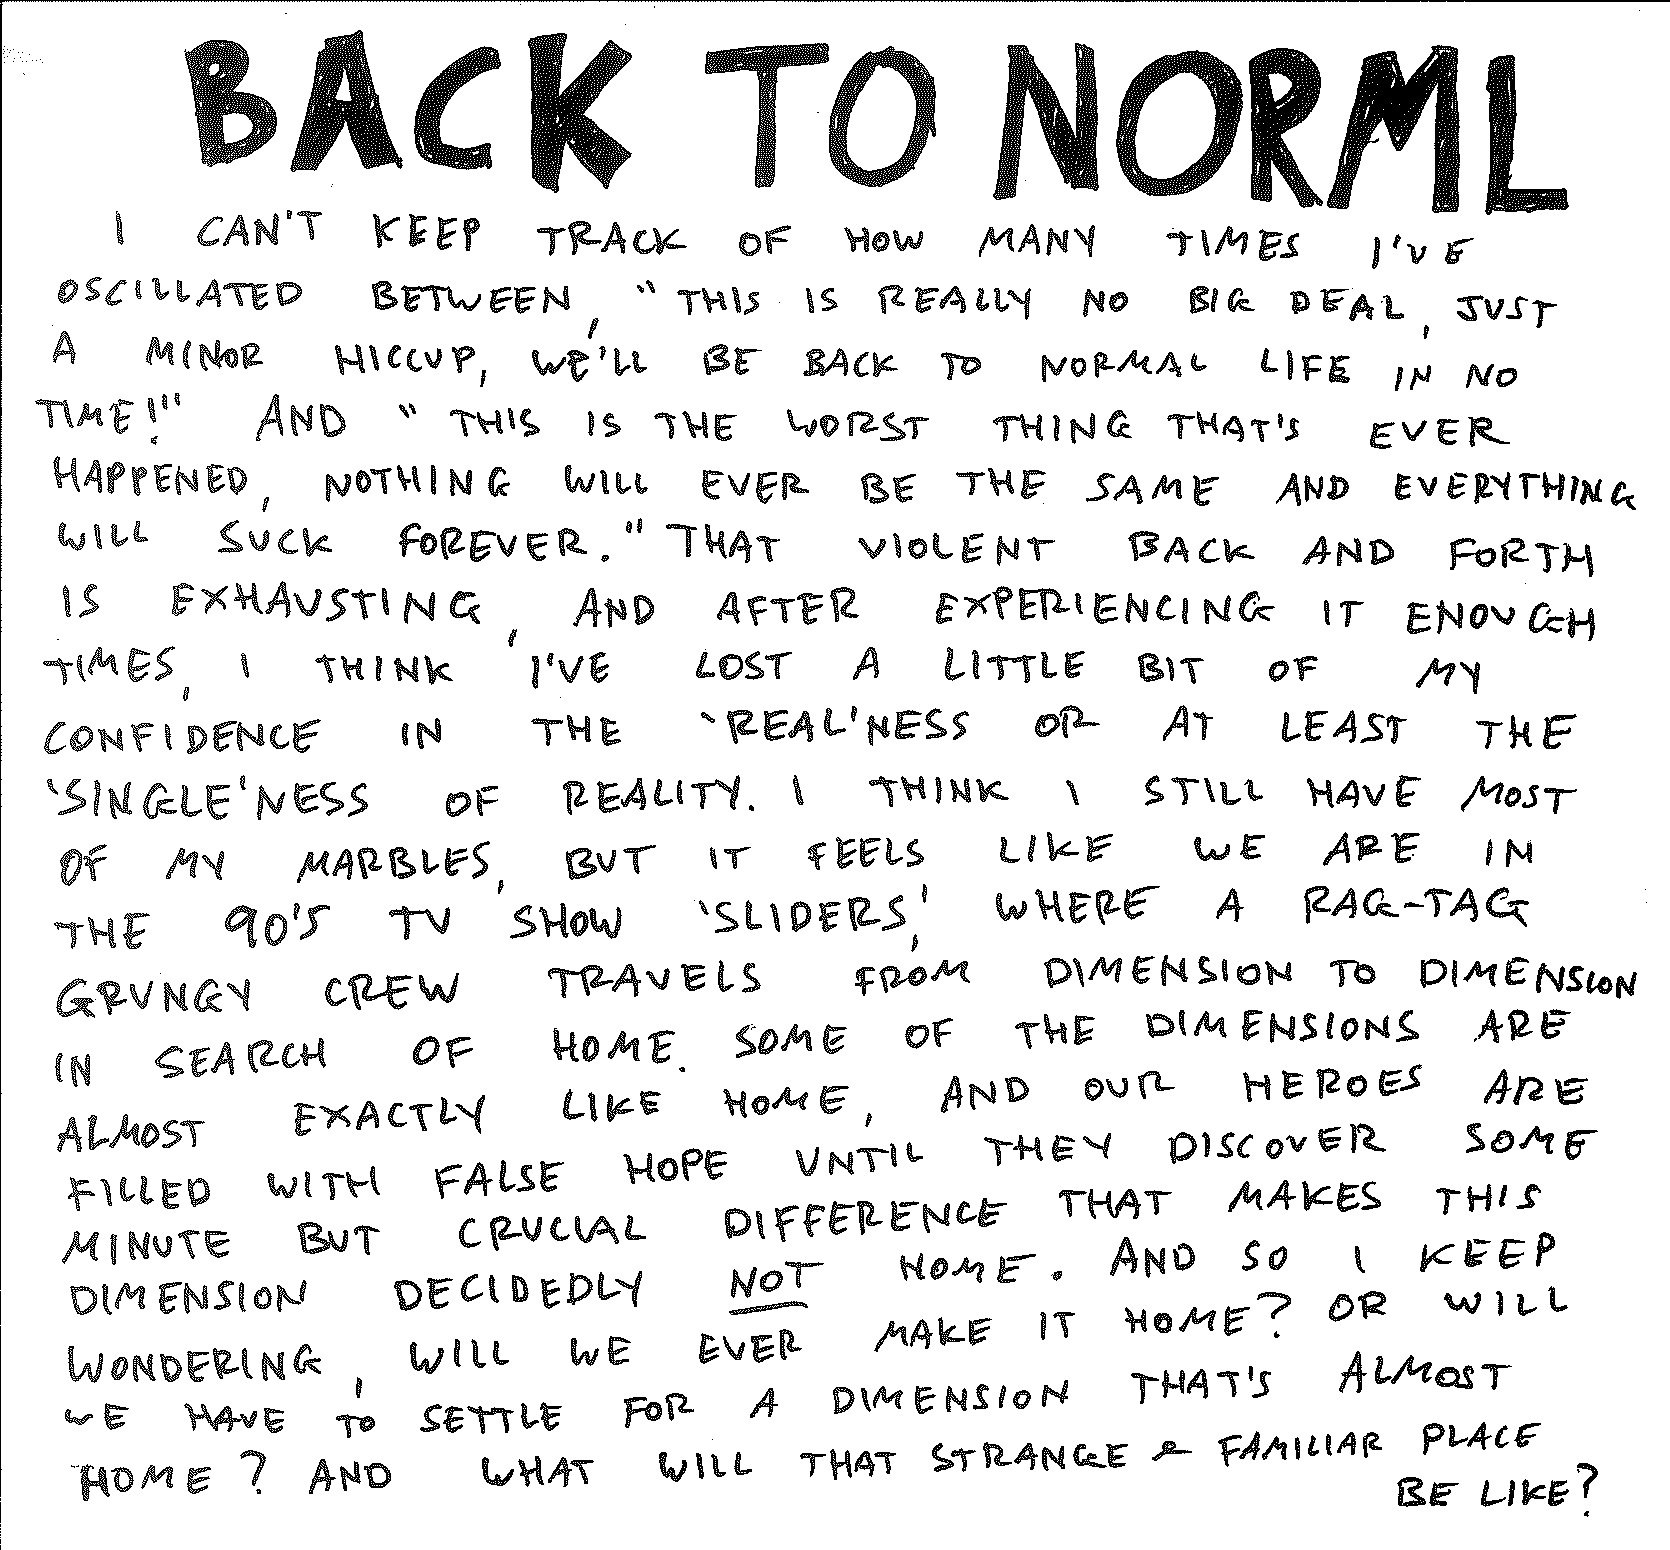 BACK TO NORML
I CAN'T KEEP TRACK OF HOW MANY TIMES I'VE
OSCILLATED BETWEEN, "THIS IS REALLY NO BIG DEAL, JUST
A MINOR HICCUP, WE'LL BE BACK TO NORMAL LIFE IN NO
TIME!" AND "THIS IS THE WORST THING THAT'S EVER
HAPPENED, NOTHING WILL EVER BE THE SAME AND EVERYTHING
WILL SUCK FOREVER." THAT VIOLENT BACK AND FORTH
IS EXHAUSTING, AND AFTER EXPERIENCING IT ENOUGH
TIMES, I THINK I'VE LOST A LITTLE BIT OF MY
CONFIDENCE IN THE 'REAL'NESS OR AT LEAST THE
'SINGLE'NESS OF REALITY. I THINK I STILL HAVE MOST
OF MY MARBLES, BUT IT FEELS LIKE WE ARE IN
THE 90'S TV SHOW 'SLIDERS,' WHERE A RAG-TAG
GRUNGY CREW TRAVELS FROM DIMENSION TO DIMENSION
IN SEARCH OF HOME. SOME OF THE DIMENSIONS ARE
ALMOST EXACTLY LIKE HOME, AND OUR HEROES ARE
FILLED WITH FALSE HOPE UNTIL THEY DISCOVER SOME
MINUTE BUT CRUCIAL DIFFERENCE THAT MAKES THIS
DIMENSION DECIDEDLY NOT HOME. AND SO I KEEP
WONDERING, WILL WE EVER MAKE IT HOME? OR WILL
WE HAVE TO SETTLE FOR A DIMENSION THAT'S ALMOST
HOME? AND WHAT WILL THAT STRANGE & FAMILIAR PLACE
BE LIKE?